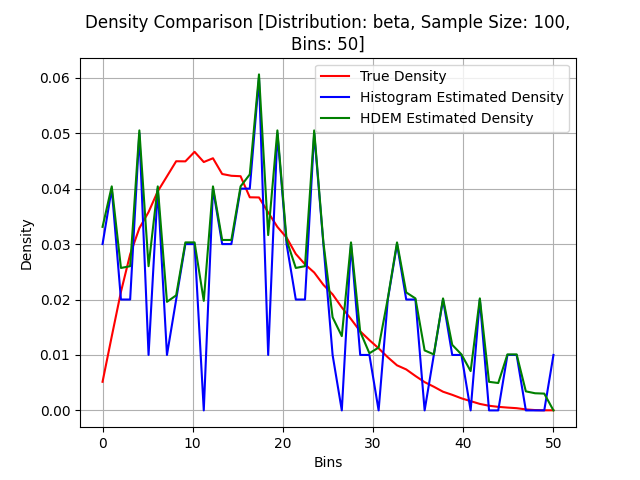 Density Comparison [Distribution: beta, Sample Size: 100,
Bins: 50]
True Density
Histogram Estimated Density
HDEM Estimated Density
Density
0.06
0.05
0.04
0.03
0.02
0.01
0.00
0
10
20
30
40
50
Bins